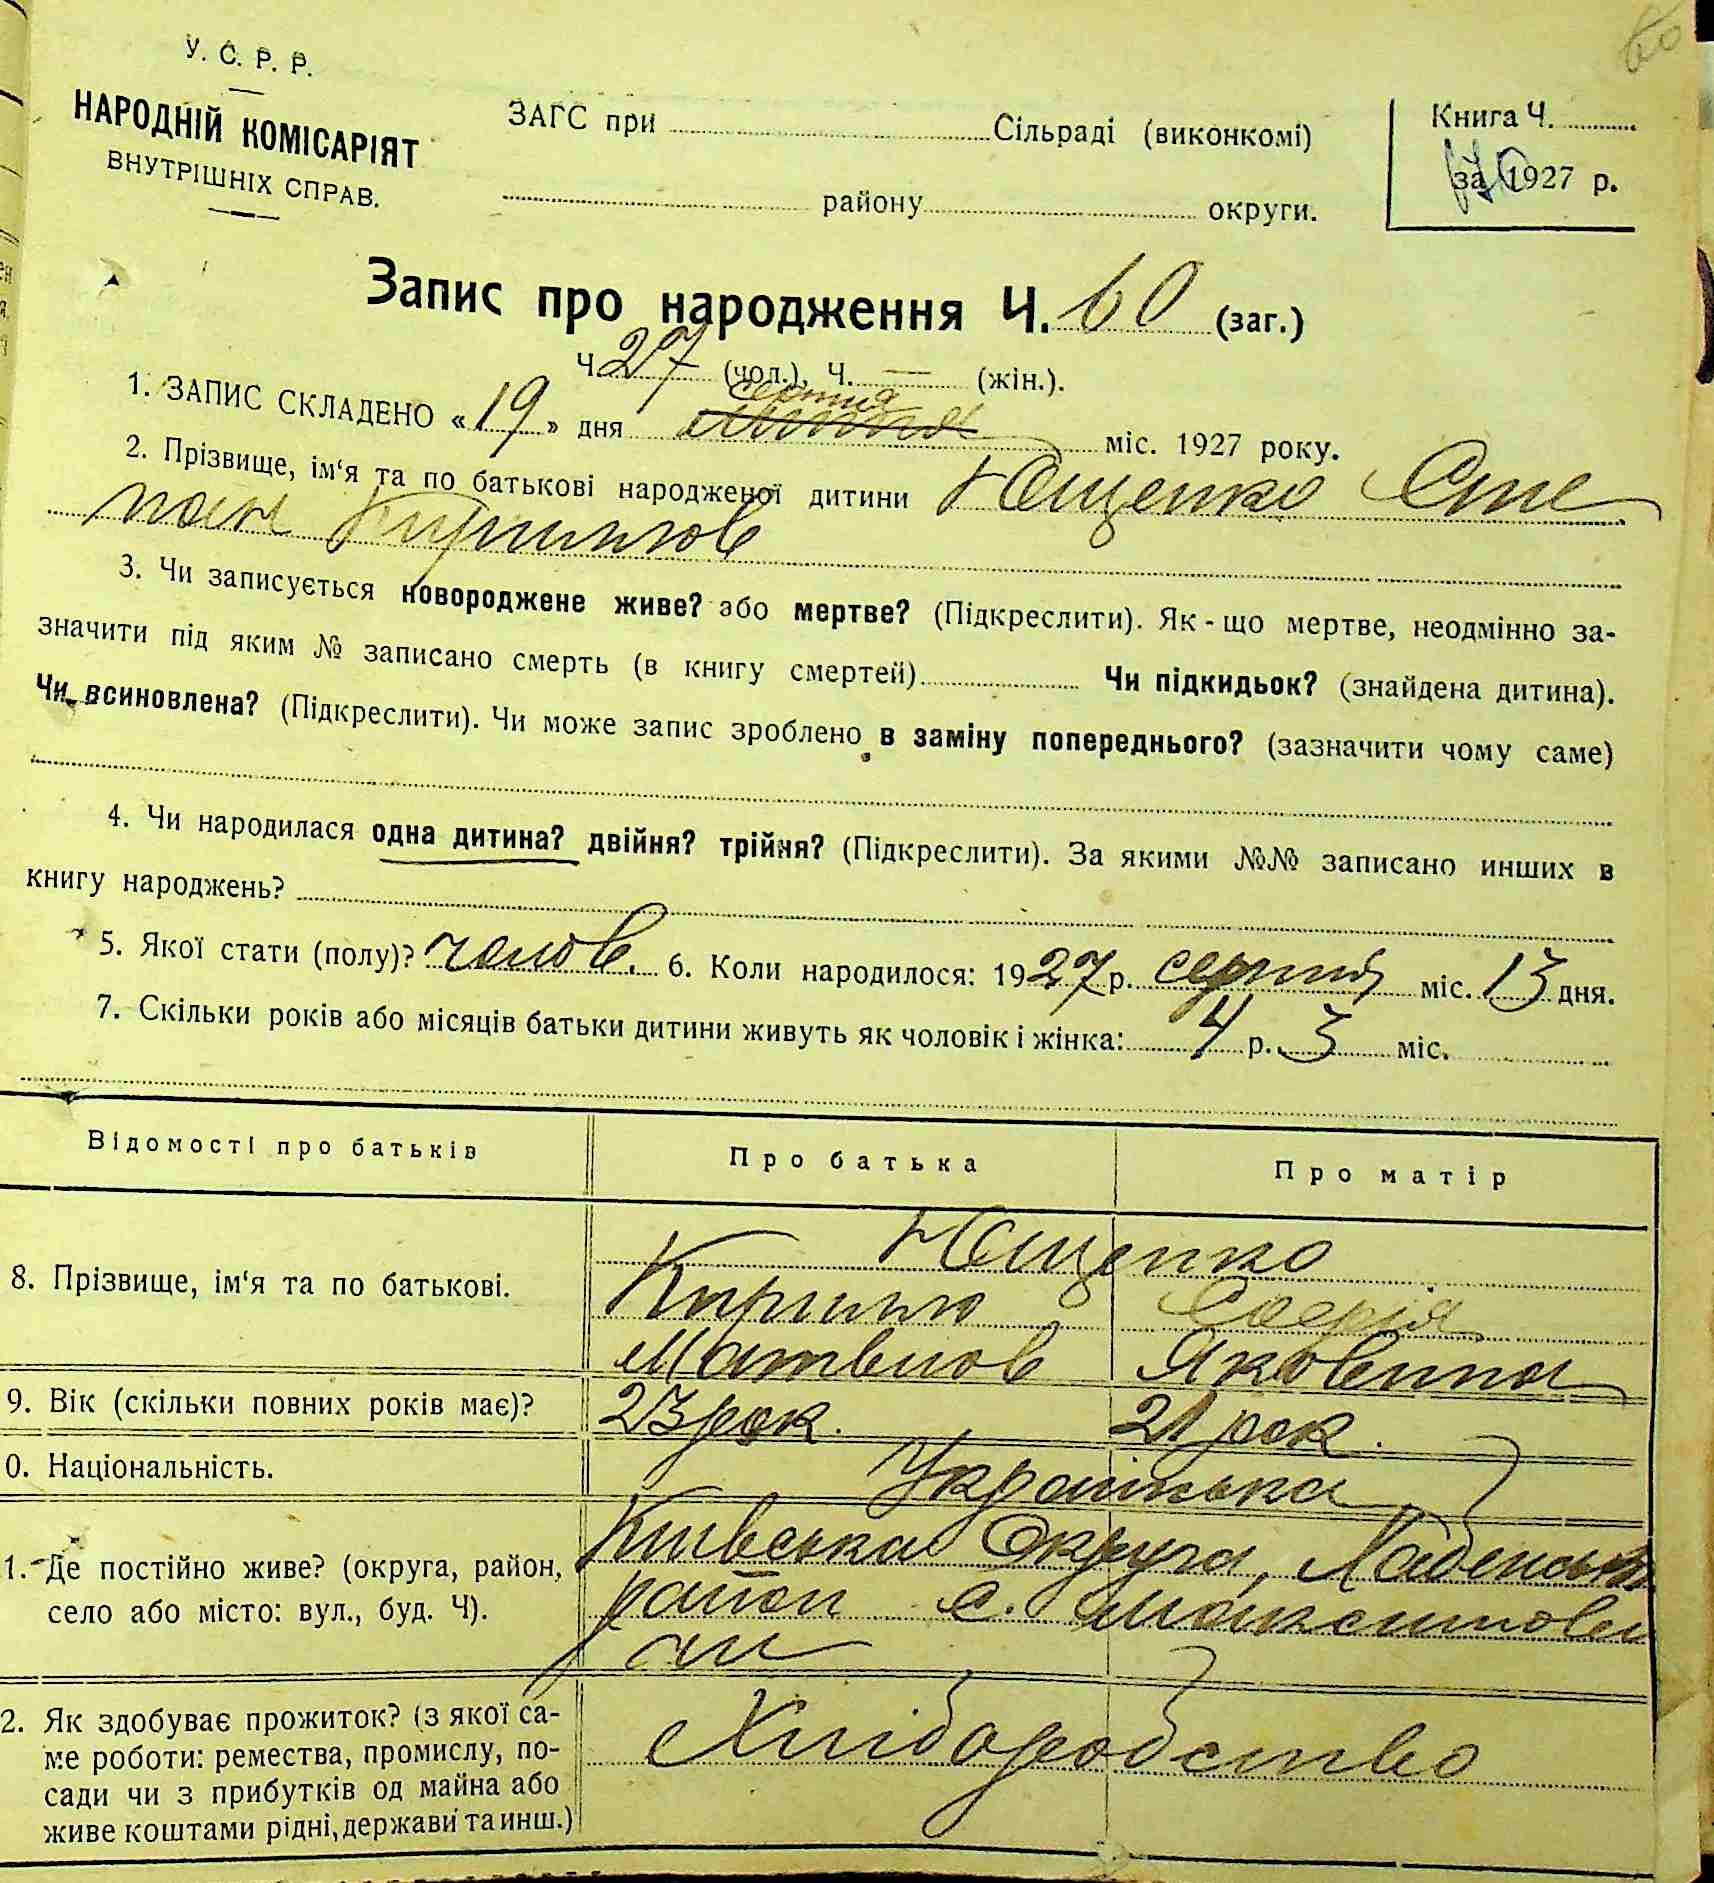 60
У. С. Р. Р.
НАРОДНІЙ КОМІСАРІЯТ
ВНУТРІШНІХ СПРАВ.
ЗАГС при Сільраді (виконкомі)
району округи.
Книга Ч.
за 1927 р.
Запис про народження Ч. 60 (заг.)
Ч. 27 (чол.), Ч. — (жін.).
серпня
1. ЗАПИС СКЛАДЕНО «19» дня міс. 1927 року.
2. Прізвище, ім'я та по батькові народженої дитини Ющенко Сте
пан Кирилов
3. Чи записується новороджене живе? або мертве? (Підкреслити). Як-що мертве, неодмінно за-
значити під яким № записано смерть (в книгу смертей) Чи підкидьок? (знайдена дитина).
Чи всиновлена? (Підкреслити). Чи може запис зроблено в заміну попереднього? (зазначити чому саме)
4. Чи народилася одна дитина? двійня? трійня? (Підкреслити). За якими №№ записано инших в
книгу народжень?
5. Якої стати (полу)? чолов. 6. Коли народилося: 1927 р. серпня міс. 13 дня.
7. Скільки років або місяців батьки дитини живуть як чоловік і жінка: 4 р. 3 міс.
Відомості про батьків Про батька Про матір
Ющенко
8. Прізвище, ім'я та по батькові.
Кирило
Матвійов Яковина
9. Вік (скільки повних років має)? 23 рок. 21 рок.
0. Національність. Українька
Київська Округа,
1. Де постійно живе? (округа, район,
село або місто: вул., буд. Ч).
район с. Максимови
чи
2. Як здобуває прожиток? (з якої са-
ме роботи: ремества, промислу, по-
сади чи з прибутків од майна або
живе коштами рідні, держави та инш.)
Хліборобство